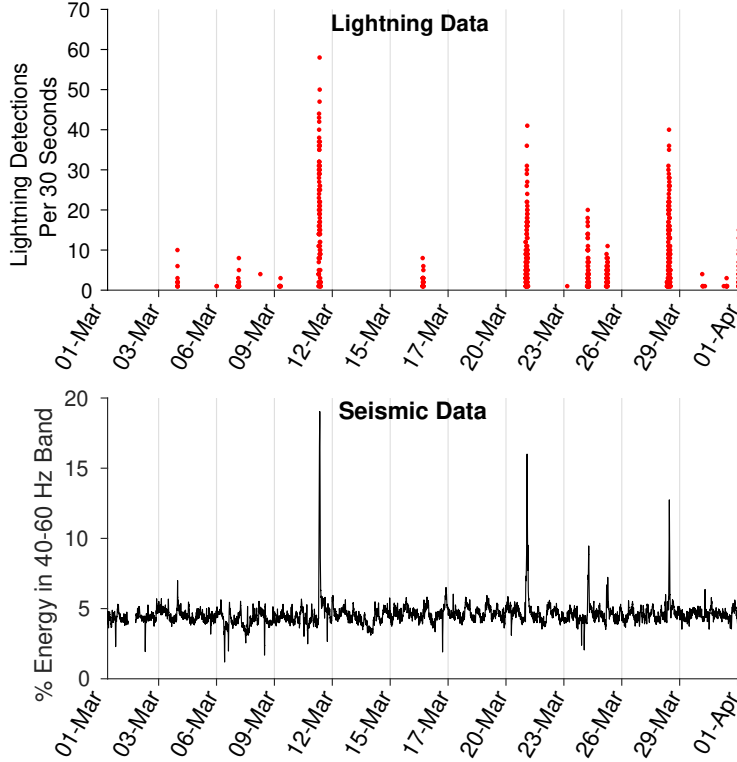 Lightning Data
Lightning Detections
Per 30 Seconds
70
60
50
40
30
20
10
0
01-Mar
03-Mar
06-Mar
09-Mar
12-Mar
15-Mar
17-Mar
20-Mar
23-Mar
26-Mar
29-Mar
01-Apr
Seismic Data
% Energy in 40-60 Hz Band
20
15
10
5
0
01-Mar
03-Mar
06-Mar
09-Mar
12-Mar
15-Mar
17-Mar
20-Mar
23-Mar
26-Mar
29-Mar
01-Apr